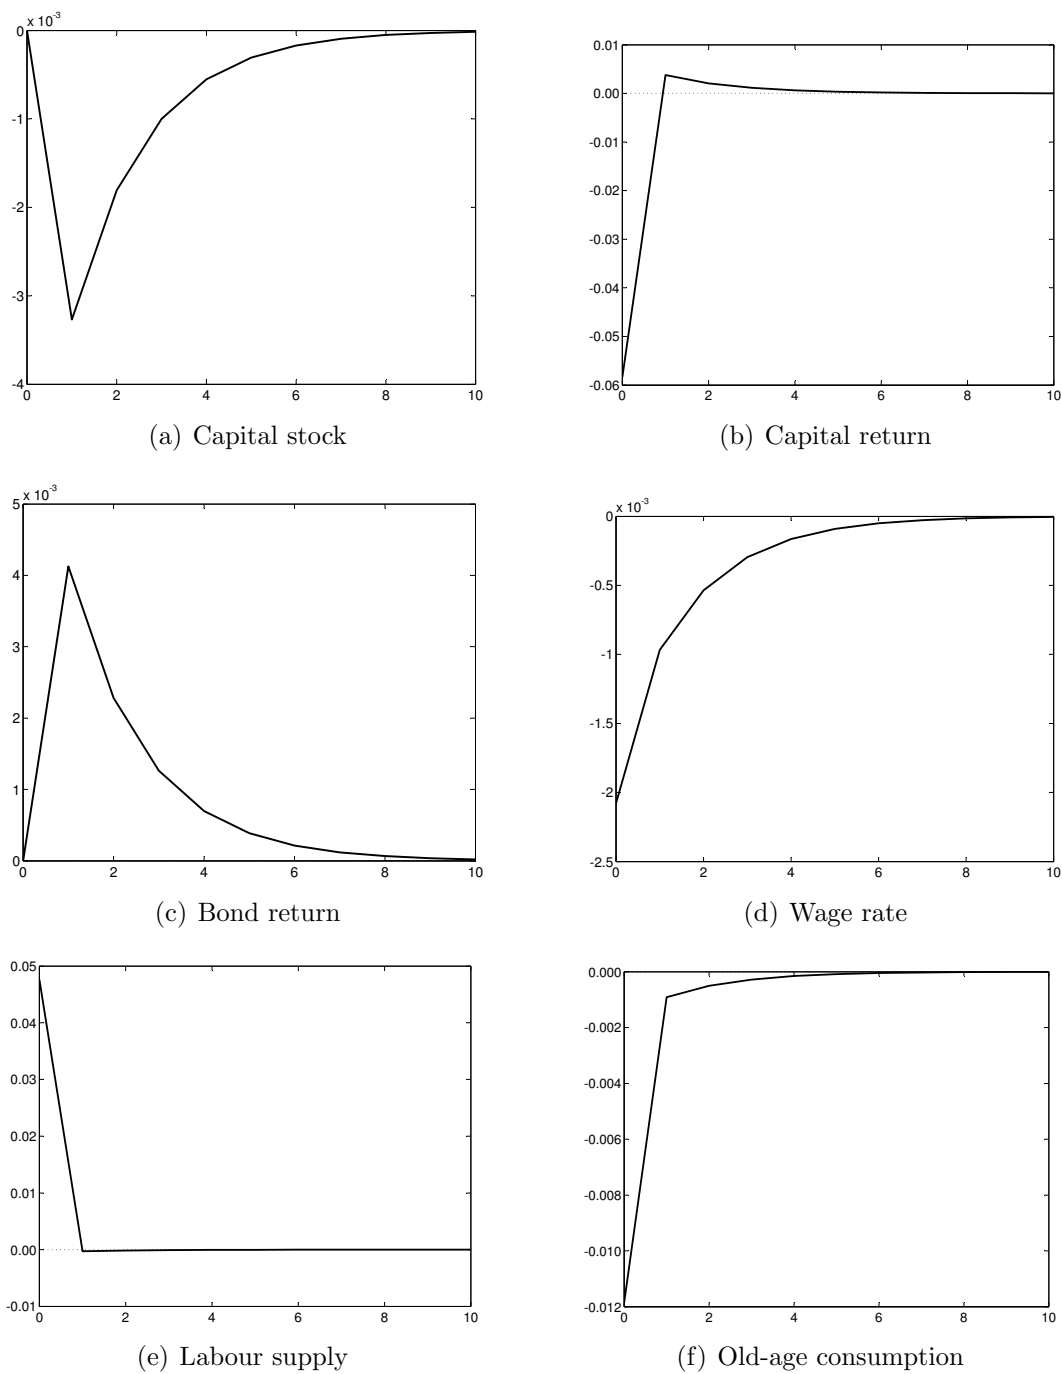 x 10-3
0
-1
-2
-3
-4
0 2 4 6 8 10
(a) Capital stock
0.01
0.00
-0.01
-0.02
-0.03
-0.04
-0.05
-0.06
0 2 4 6 8 10
(b) Capital return
x 10-3
5
4
3
2
1
0
0 2 4 6 8 10
(c) Bond return
x 10-3
0
-0.5
-1
-1.5
-2
-2.5
0 2 4 6 8 10
(d) Wage rate
0.05
0.04
0.03
0.02
0.01
0.00
-0.01
0 2 4 6 8 10
(e) Labour supply
0.000
-0.002
-0.004
-0.006
-0.008
-0.010
-0.012
0 2 4 6 8 10
(f) Old-age consumption